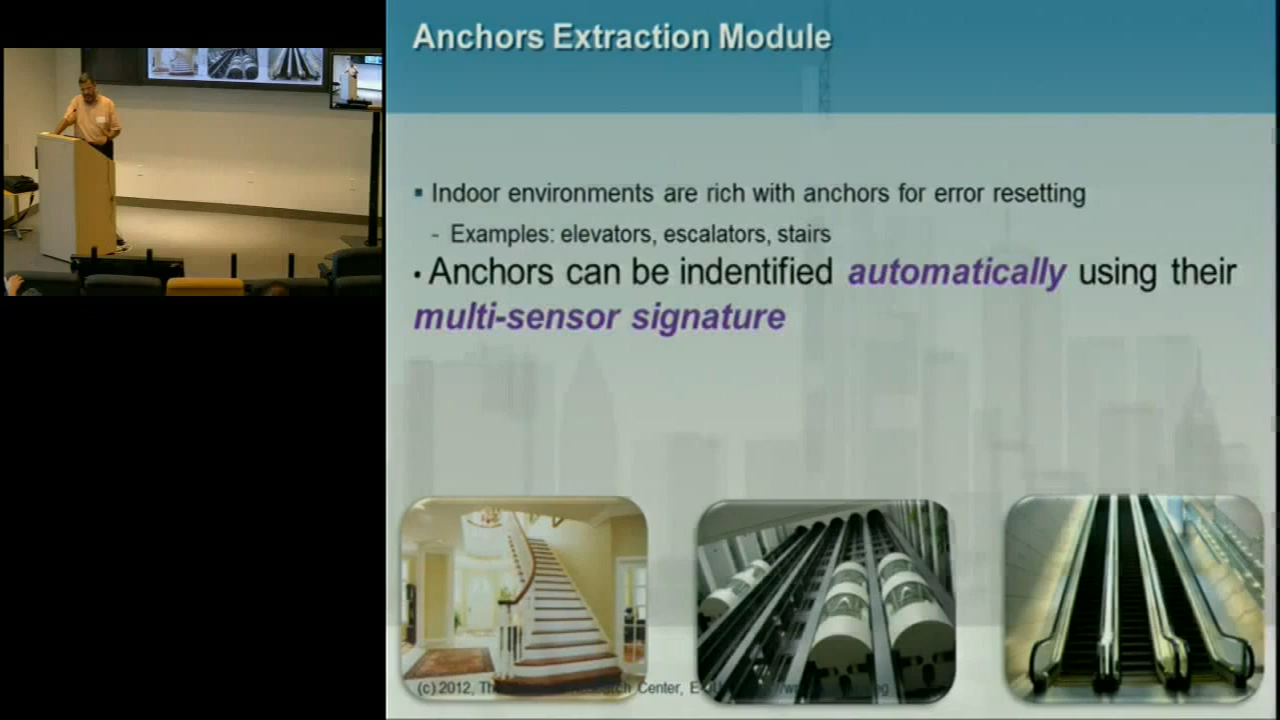 Anchors Extraction Module
▪ Indoor environments are rich with anchors for error resetting
- Examples: elevators, escalators, stairs
• Anchors can be indentified automatically using their
multi-sensor signature
(c) 2012, Center,